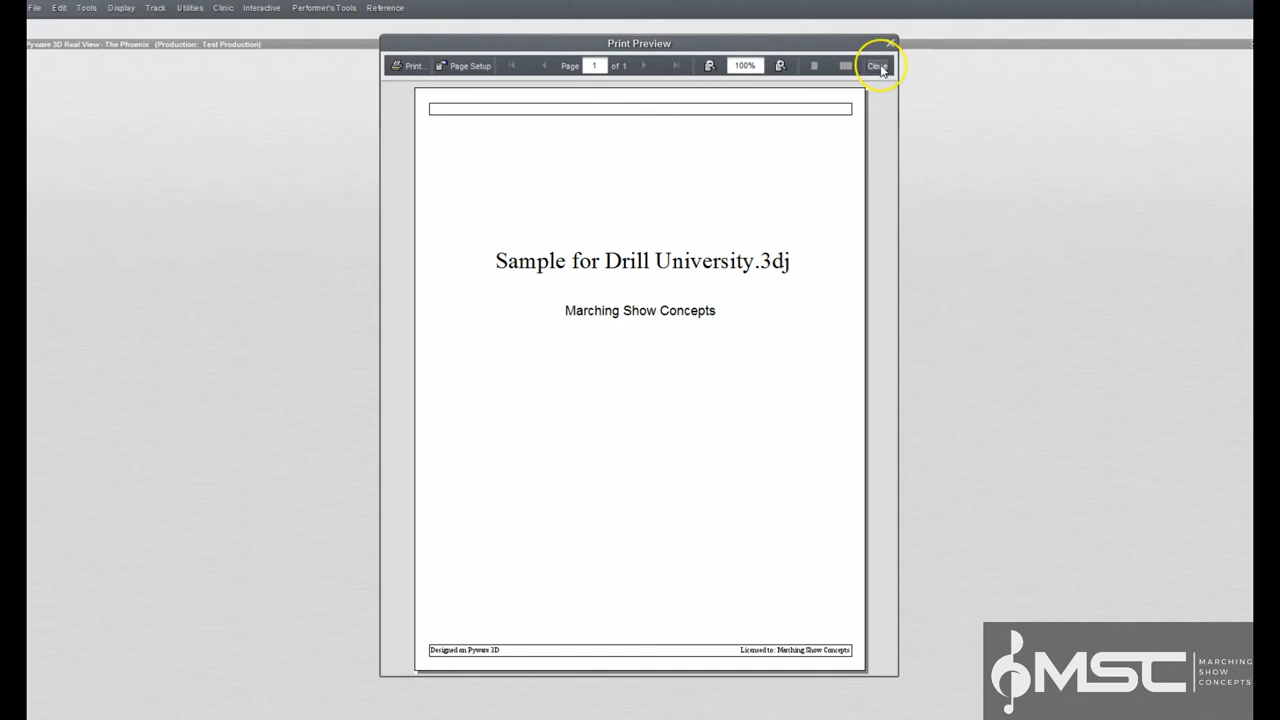 File Edit Tools Display Track Utilities Clinic Interactive Performer's Tools Reference
Pyware 3D Real View - The Phoenix (Production: Test Production)
Print Preview
Print... Page Setup Page 1 of 1 100% Close
Sample for Drill University.3dj
Marching Show Concepts
Designed on Pyware 3D Licensed to: Marching Show Concepts
MSC
MARCHING
SHOW
CONCEPTS